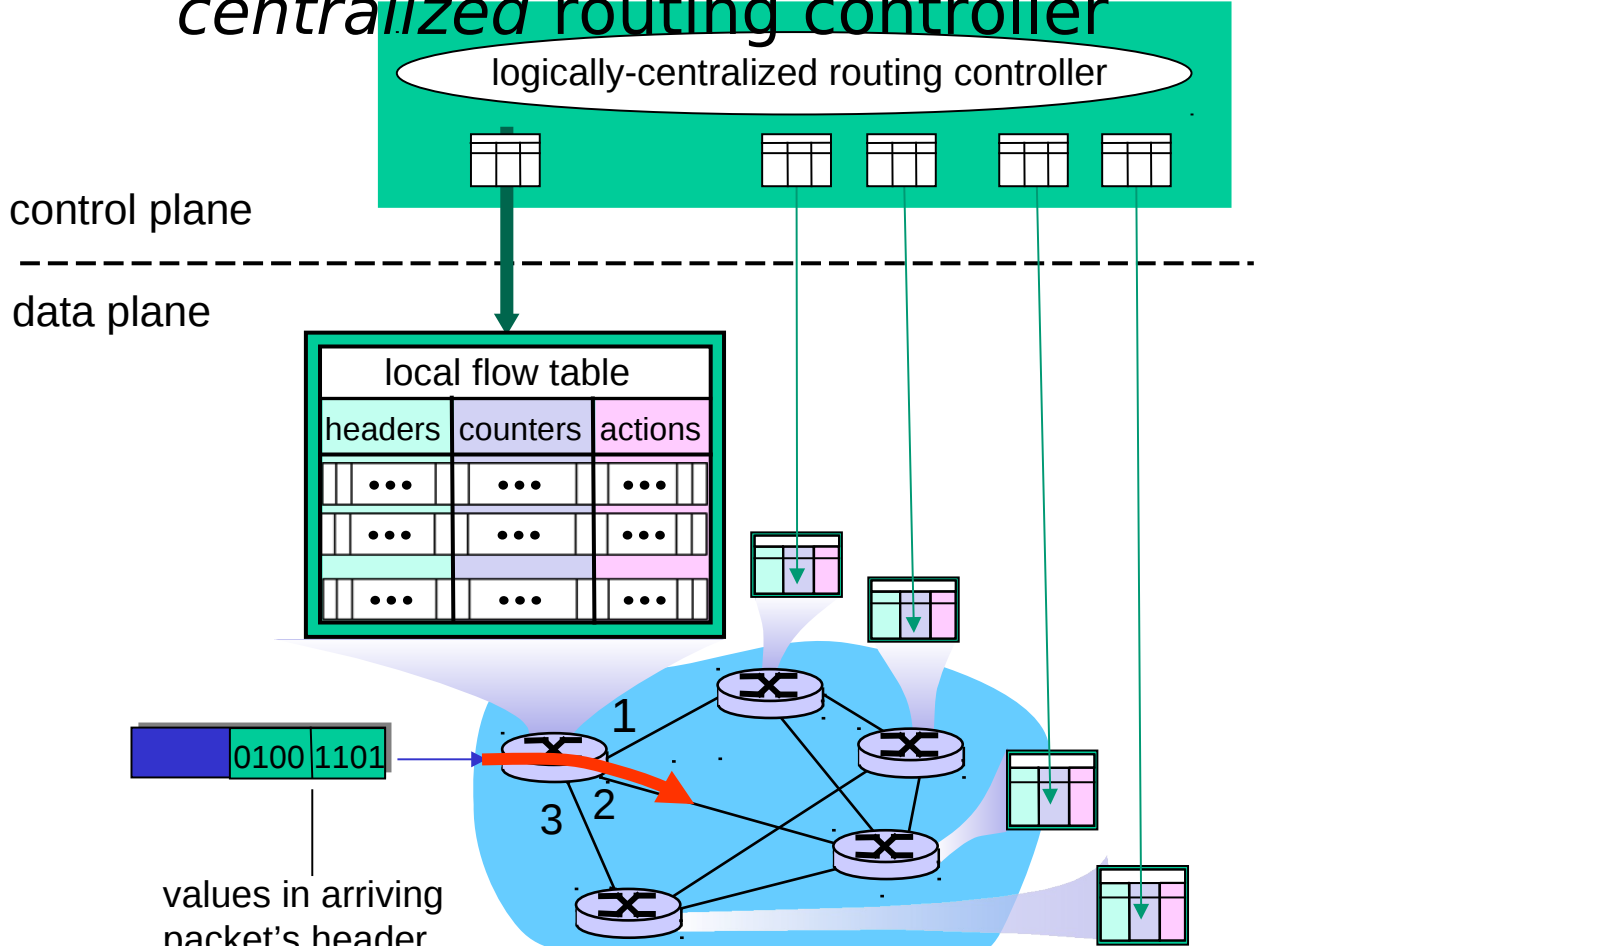 centralized routing controller
logically-centralized routing controller
control plane
data plane
local flow table
headers counters actions
1
0100 1101
2
3
values in arriving
packet’s header